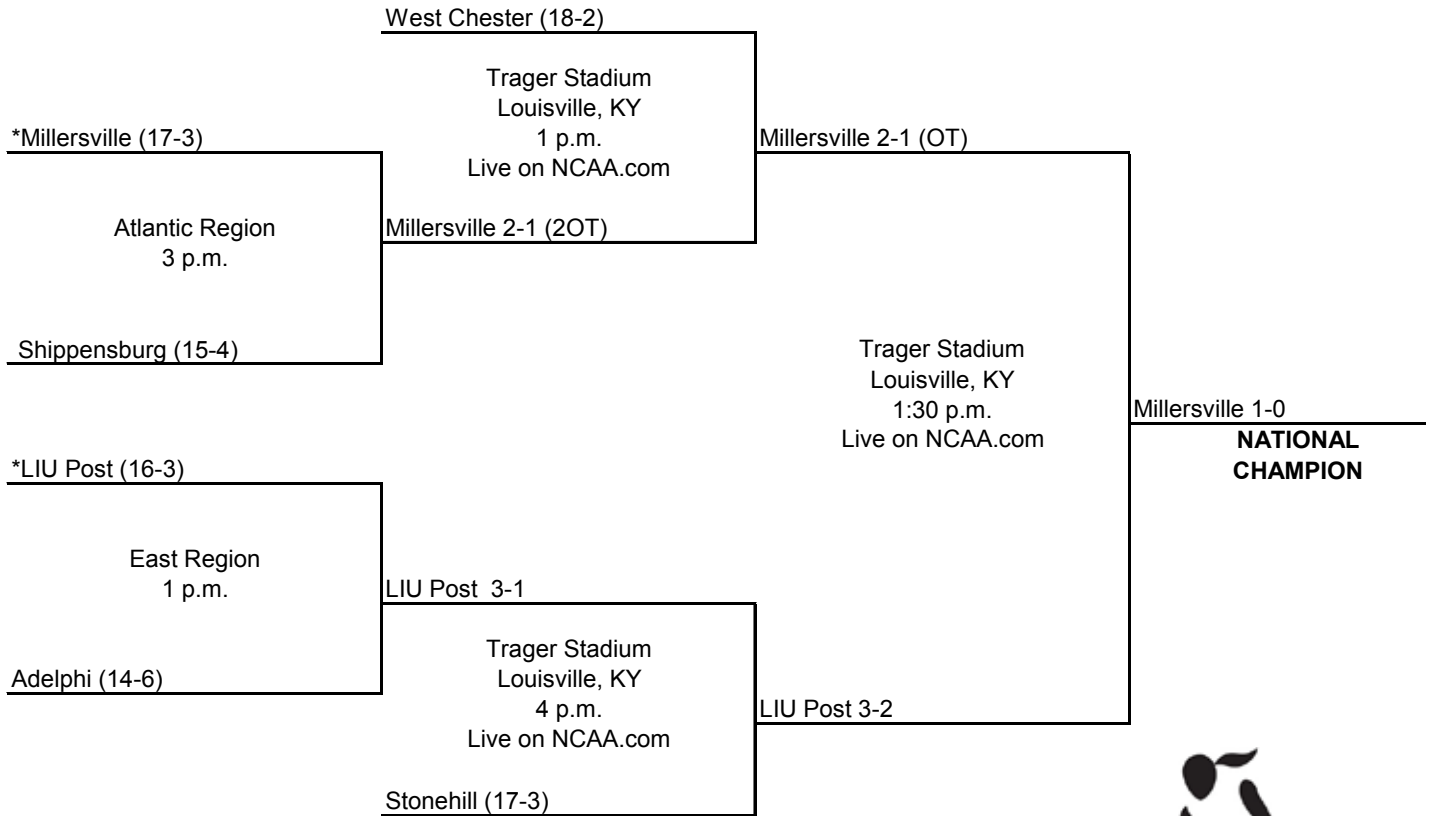 West Chester (18-2)
Trager Stadium
Louisville, KY
1 p.m.
Live on NCAA.com
*Millersville (17-3)
Millersville 2-1 (OT)
Atlantic Region
3 p.m.
Millersville 2-1 (2OT)
Shippensburg (15-4)
Trager Stadium
Louisville, KY
1:30 p.m.
Live on NCAA.com
Millersville 1-0
NATIONAL
CHAMPION
*LIU Post (16-3)
East Region
1 p.m.
LIU Post  3-1
Adelphi (14-6)
Trager Stadium
Louisville, KY
4 p.m.
Live on NCAA.com
LIU Post 3-2
Stonehill (17-3)